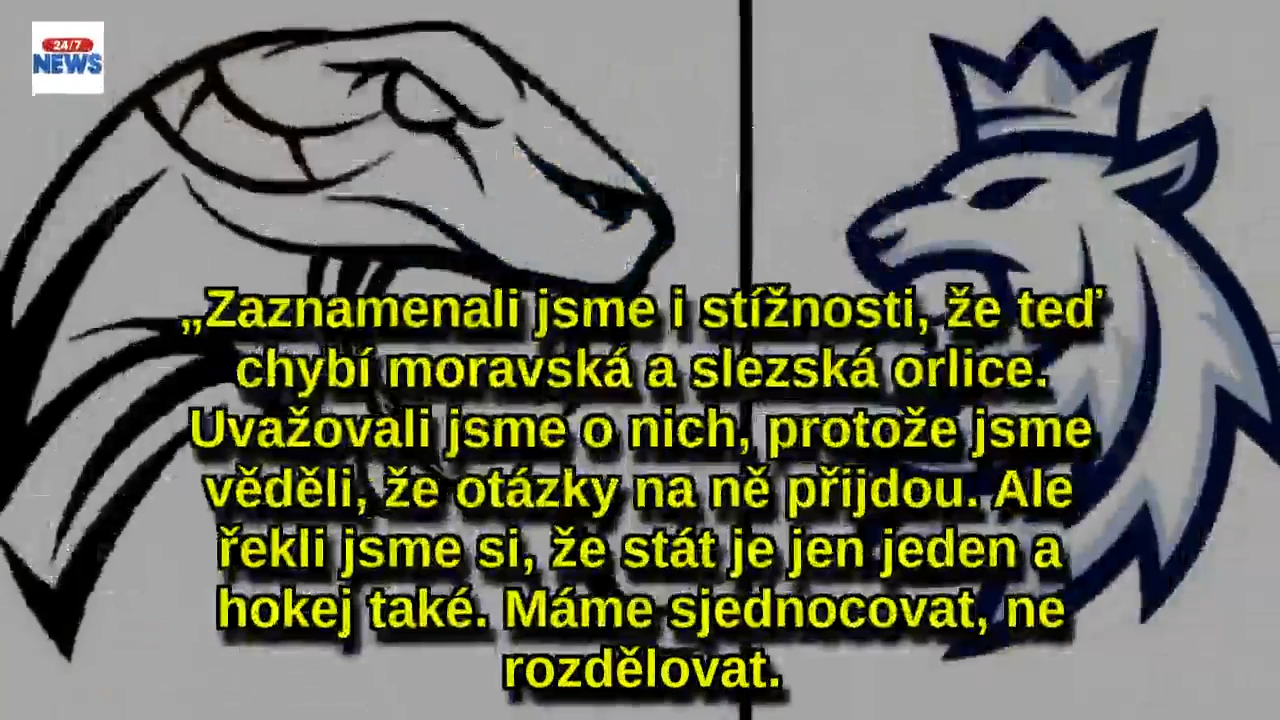 24/7
NEWS
„Zaznamenali jsme i stížnosti, že teď
chybí moravská a slezská orlice.
Uvažovali jsme o nich, protože jsme
věděli, že otázky na ně přijdou. Ale
řekli jsme si, že stát je jen jeden a
hokej také. Máme sjednocovat, ne
rozdělovat.